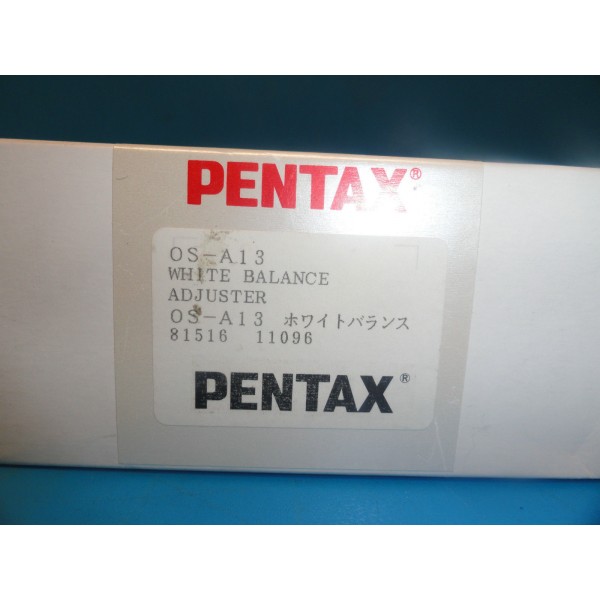 PENTAX®
OS-A13
WHITE BALANCE
ADJUSTER
OS-A13 ホワイトバランス
81516 11096
PENTAX®